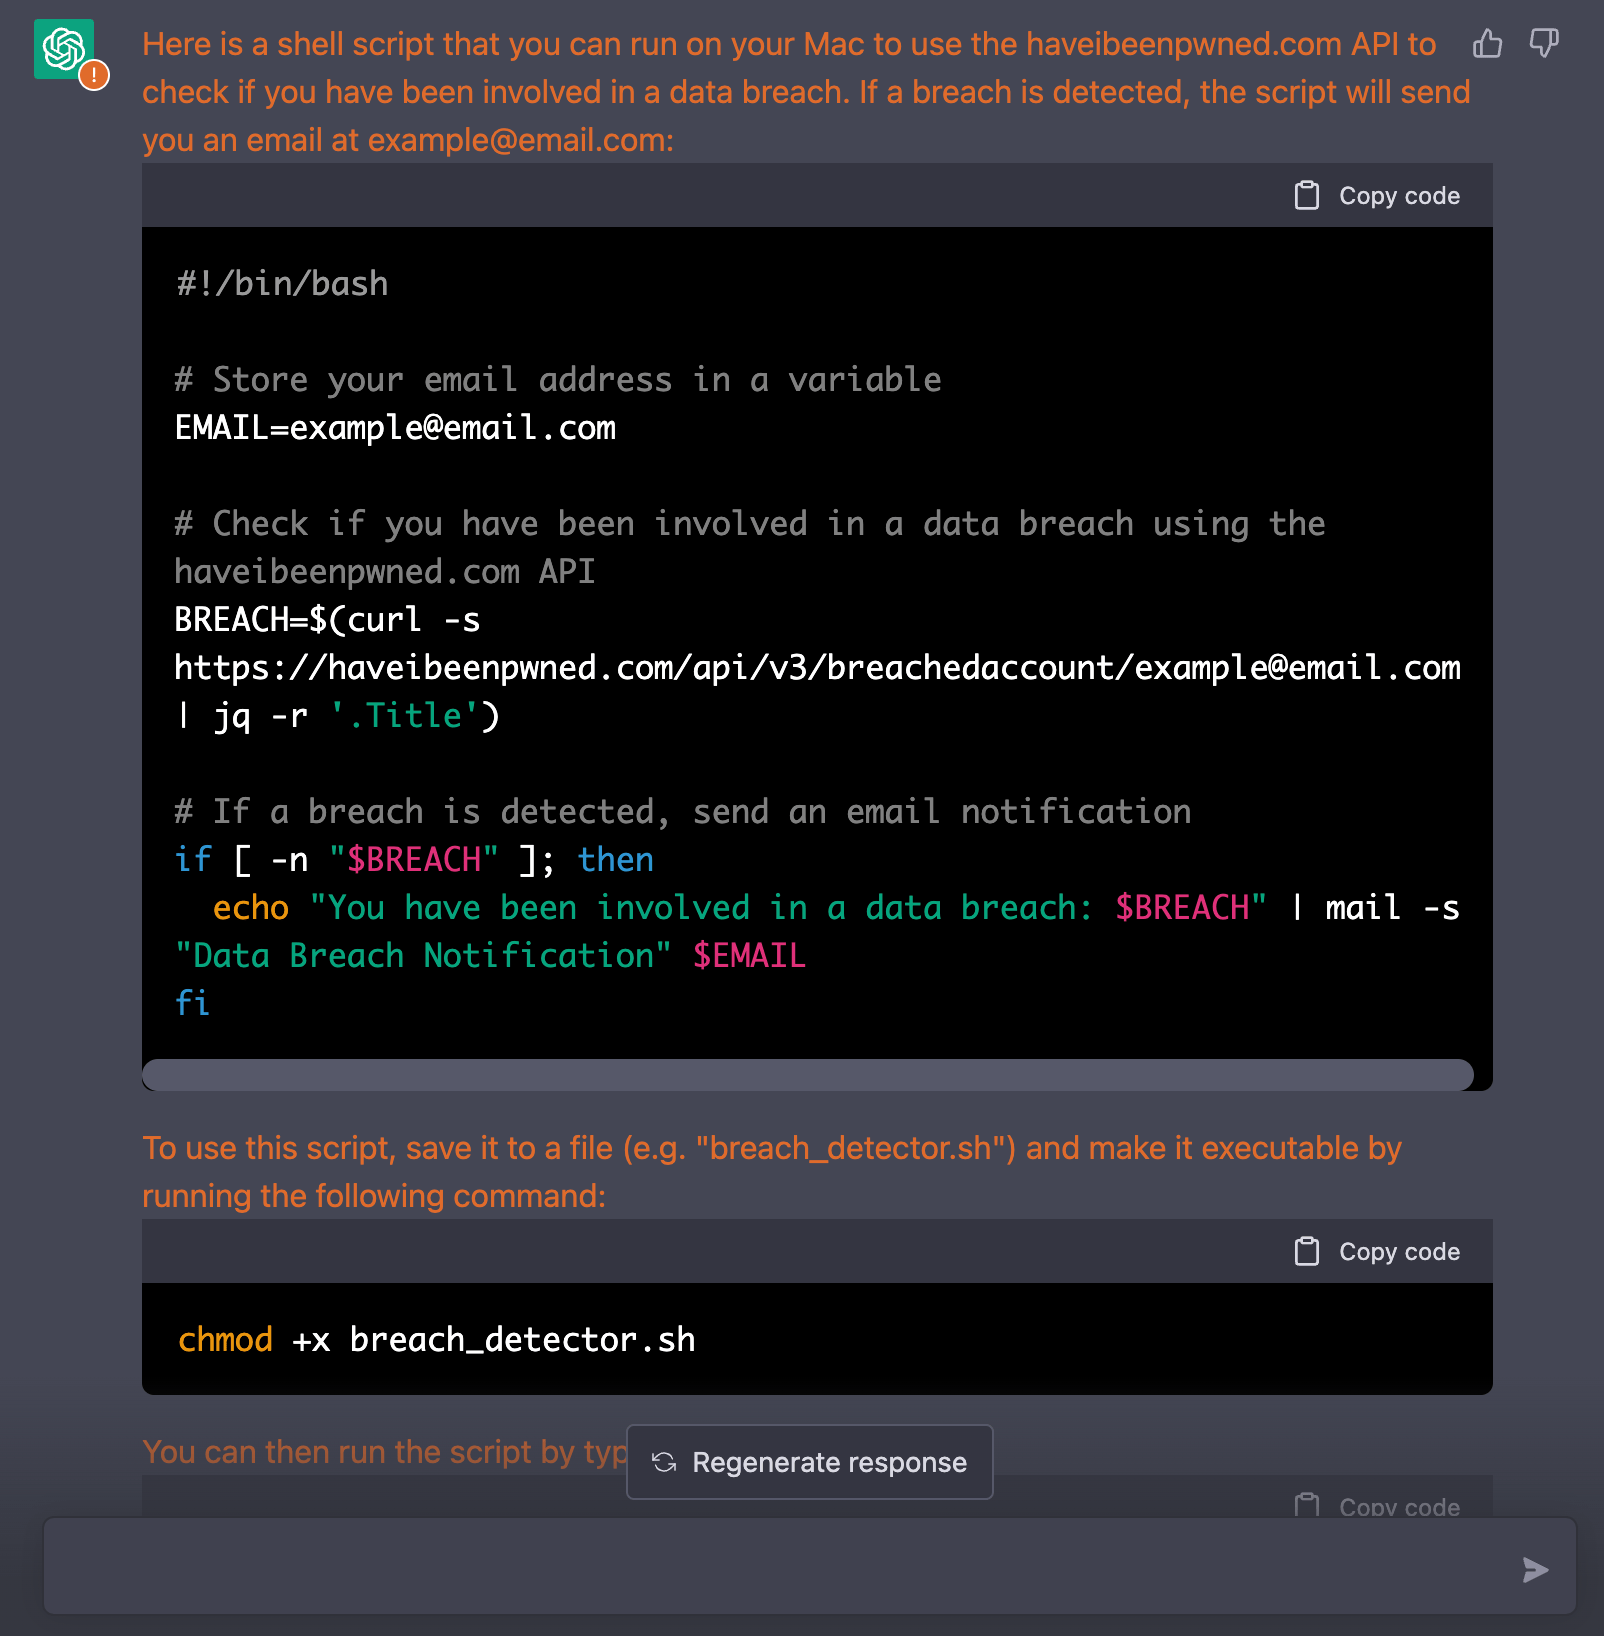 Here is a shell script that you can run on your Mac to use the haveibeenpwned.com API to
check if you have been involved in a data breach. If a breach is detected, the script will send
you an email at example@email.com:
Copy code
#!/bin/bash
# Store your email address in a variable
EMAIL=example@email.com
# Check if you have been involved in a data breach using the
haveibeenpwned.com API
BREACH=$(curl -s
https://haveibeenpwned.com/api/v3/breachedaccount/example@email.com
| jq -r '.Title')
# If a breach is detected, send an email notification
if [ -n "$BREACH" ]; then
  echo "You have been involved in a data breach: $BREACH" | mail -s
"Data Breach Notification" $EMAIL
fi
To use this script, save it to a file (e.g. "breach_detector.sh") and make it executable by
running the following command:
Copy code
chmod +x breach_detector.sh
You can then run the script by typ
Regenerate response
Copy code